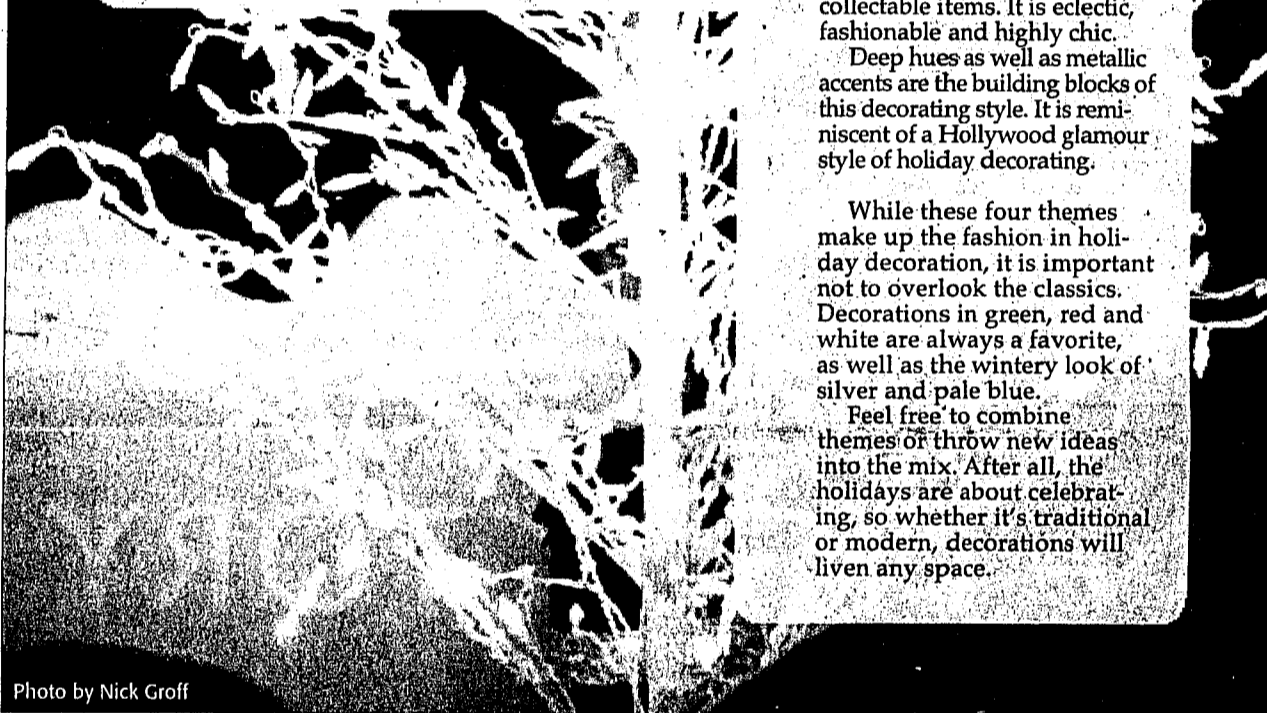 collectable items. It is eclectic,
fashionable and highly chic.
Deep hues as well as metallic
accents are the building blocks of
this decorating style. It is remi-
niscent of a Hollywood glamour
style of holiday decorating.
While these four themes
make up the fashion in holi-
day decoration, it is important
not to overlook the classics.
Decorations in green, red and
white are always a favorite,
as well as the wintery look of
silver and pale blue.
Feel free to combine
themes or throw new ideas
into the mix. After all, the
holidays are about celebrat-
ing, so whether it's traditional
or modern, decorations will
liven any space.
Photo by Nick Groff